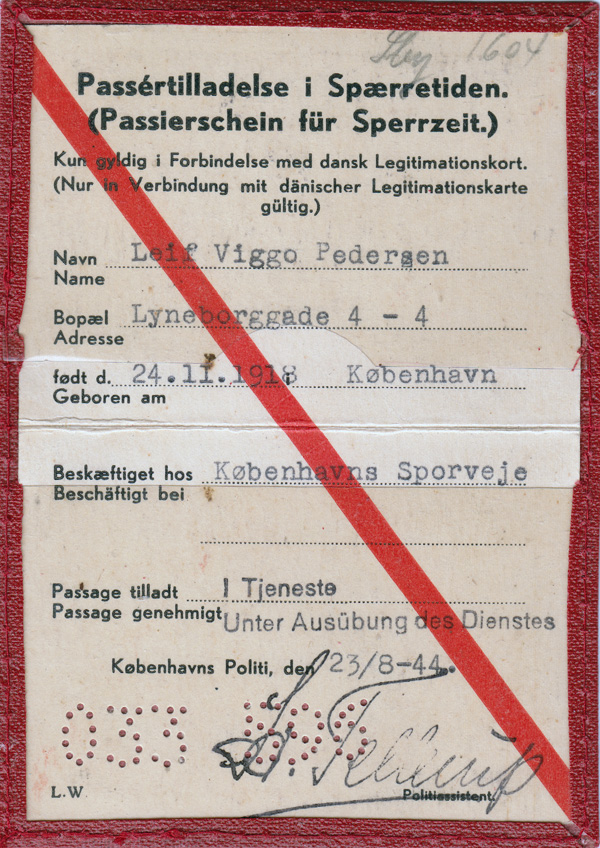 1604
Passértilladelse i Spærretiden.
(Passierschein für Sperrzeit.)
Kun gyldig i Forbindelse med dansk Legitimationskort.
(Nur in Verbindung mit dänischer Legitimationskarte
gültig.)
Navn Leif Viggo Pedersen
Name
Bopæl Lyneborggade 4 - 4
Adresse
født d. 24.11.1918 København
Geboren am
Beskæftiget hos Københavns Sporveje
Beschäftigt bei
Passage tilladt I Tjeneste
Passage genehmigt Unter Ausübung des Dienstes
Københavns Politi, den 23/8-44.
033
L.W.
Politiassistent.